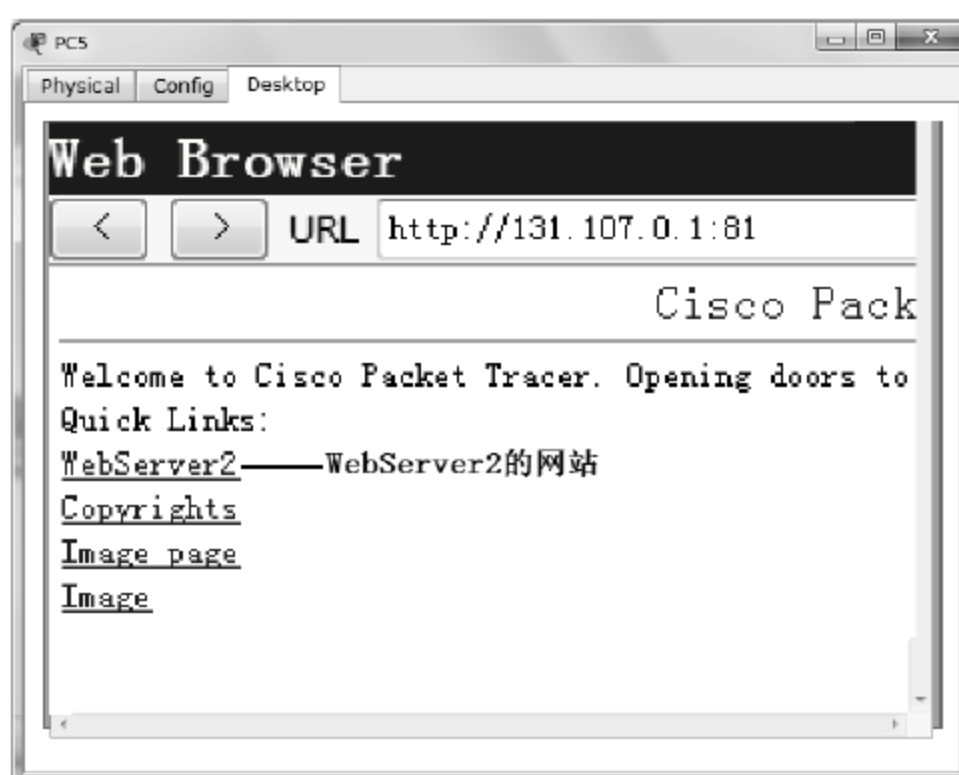 PC5
Physical Config Desktop
Web Browser
< > URL http://131.107.0.1:81
Cisco Pack
Welcome to Cisco Packet Tracer. Opening doors to
Quick Links:
WebServer2——WebServer2的网站
Copyrights
Image page
Image